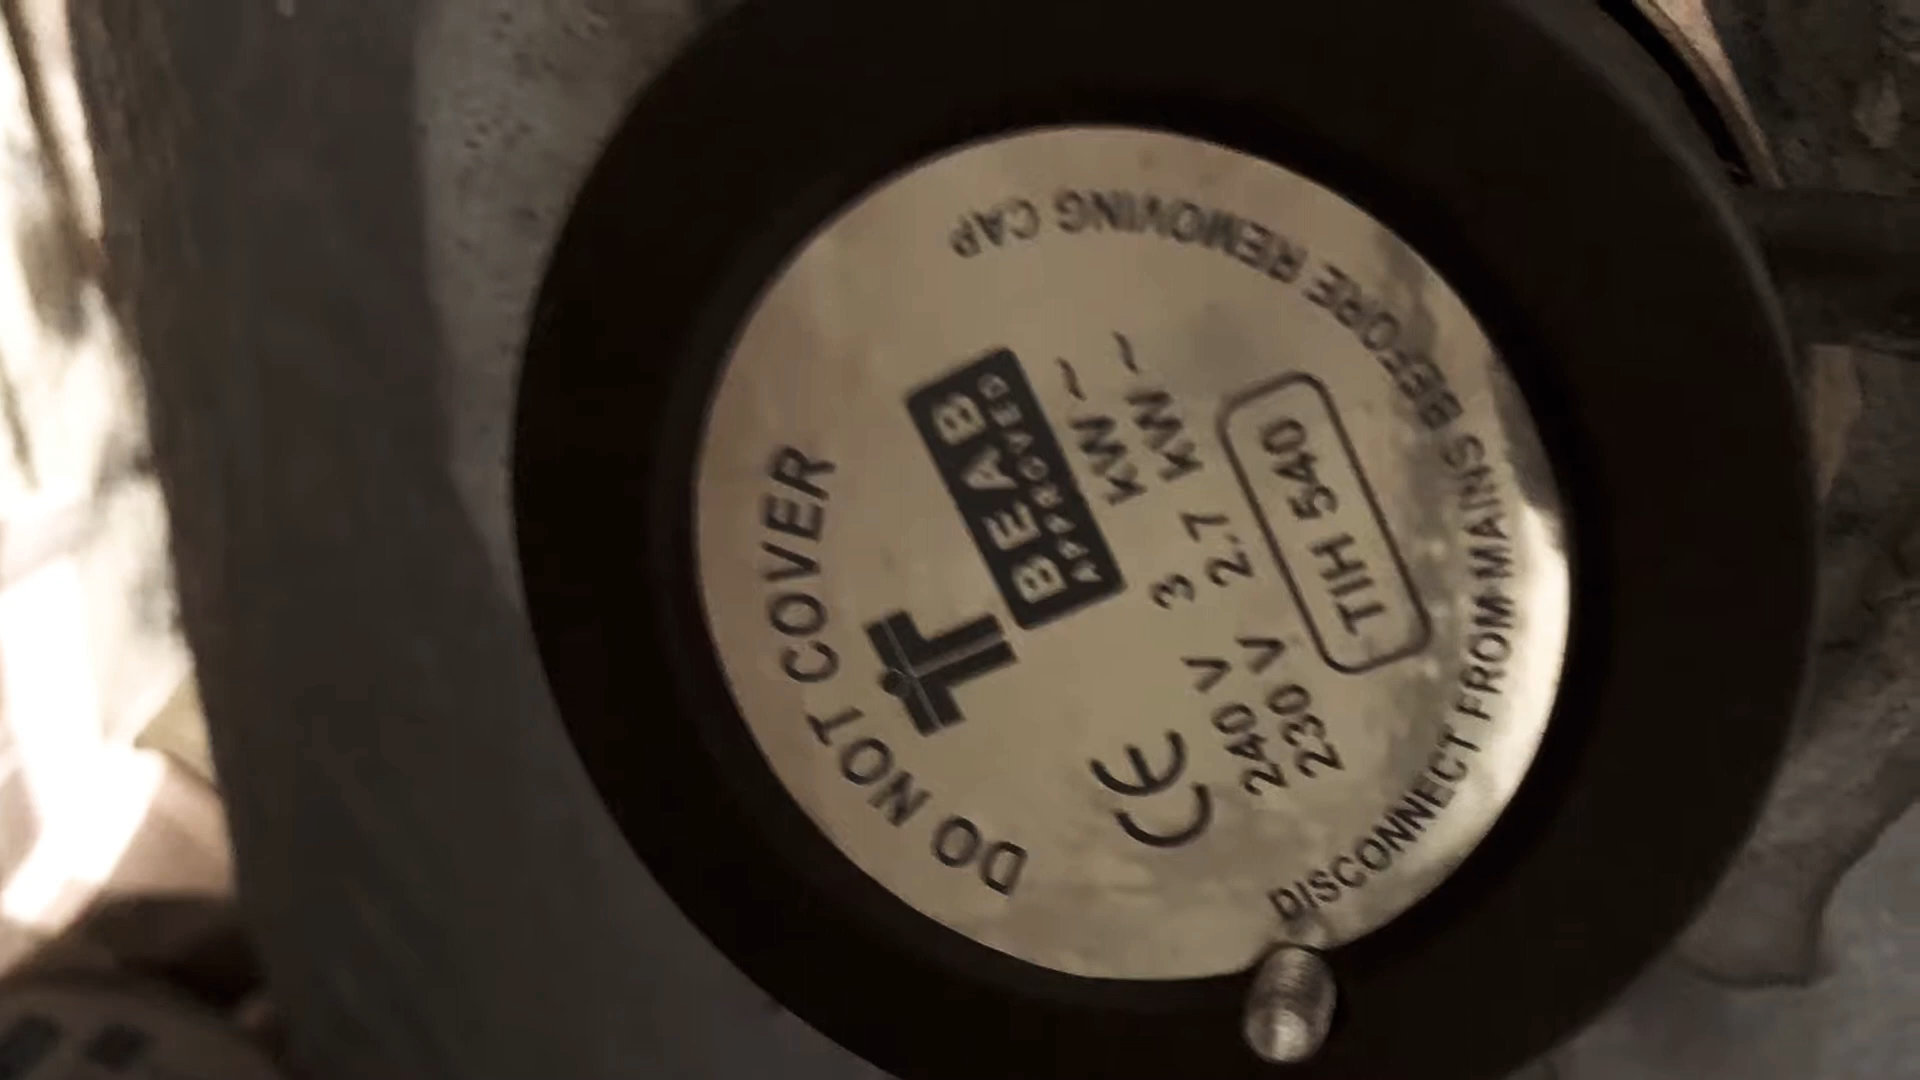 DO NOT COVER
BEAB
APPROVED
CE
240 V 3 KW ~
230 V 2.7 KW ~
TIH 540
DISCONNECT FROM MAINS BEFORE REMOVING CAP